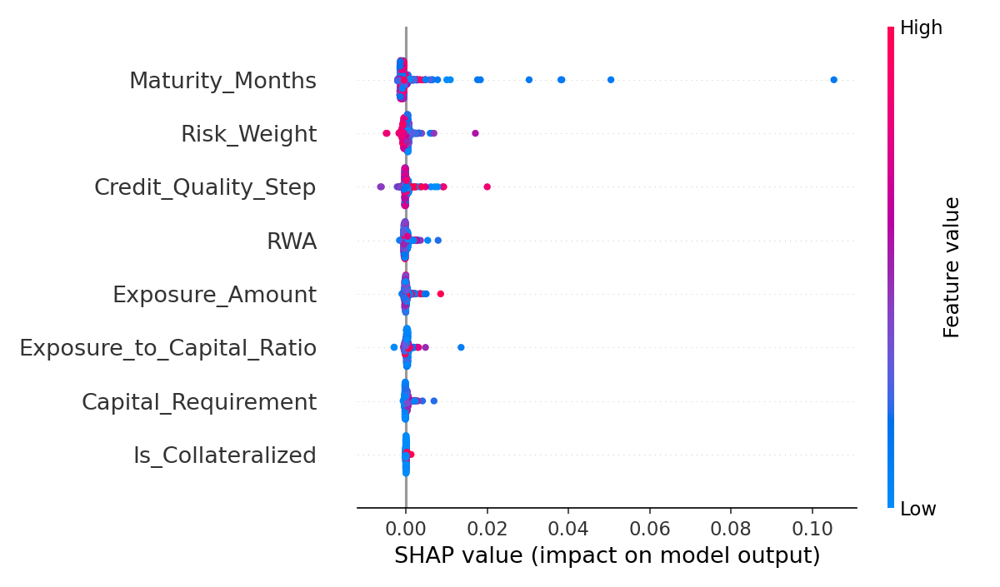 High
Maturity_Months
Risk_Weight
Credit_Quality_Step
RWA
Exposure_Amount
Exposure_to_Capital_Ratio
Capital_Requirement
Is_Collateralized
Feature value
Low
0.00 0.02 0.04 0.06 0.08 0.10
SHAP value (impact on model output)